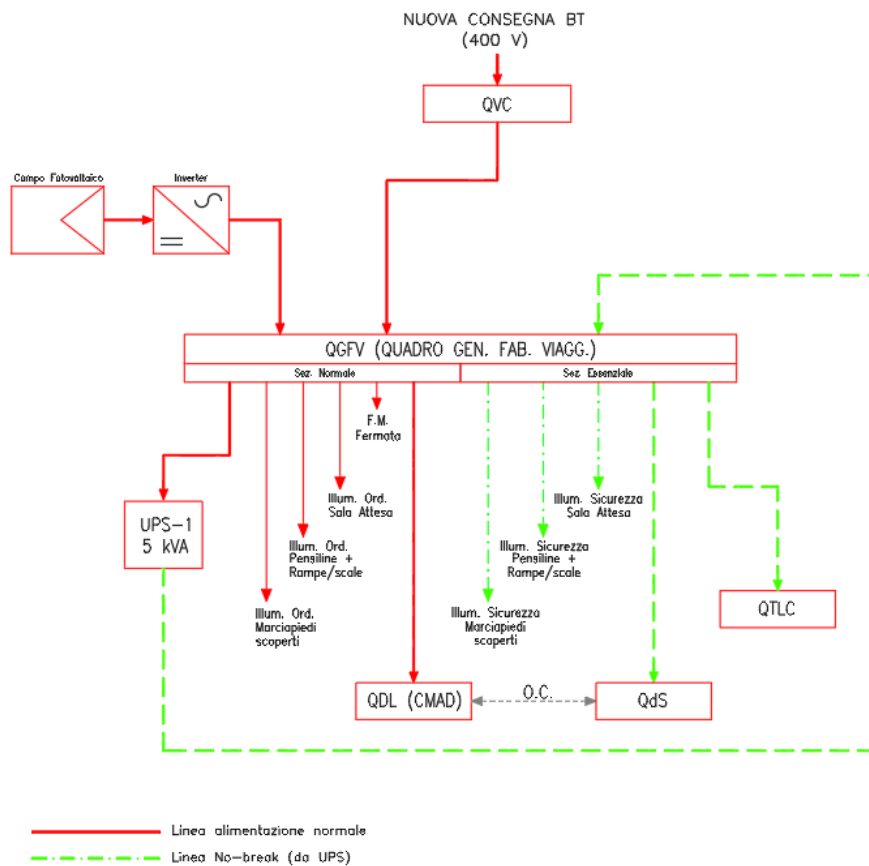 NUOVA CONSEGNA BT
(400 V)
QVC
Campo Fotovoltaico
Inverter
QGFV (QUADRO GEN. FAB. VIAGG.)
Sez. Normale
Sez. Essenziale
F.M.
Fermata
Illum. Ord.
Sala Attesa
Illum. Sicurezza
Sala Attesa
UPS-1
5 kVA
Illum. Ord.
Pensiline +
Rampe/scale
Illum. Sicurezza
Pensiline +
Rampe/scale
Illum. Ord.
Marciapiedi
scoperti
Illum. Sicurezza
Marciapiedi
scoperti
QTLC
QDL (CMAD)
O.C.
QdS
Linea alimentazione normale
Linea No-break (da UPS)